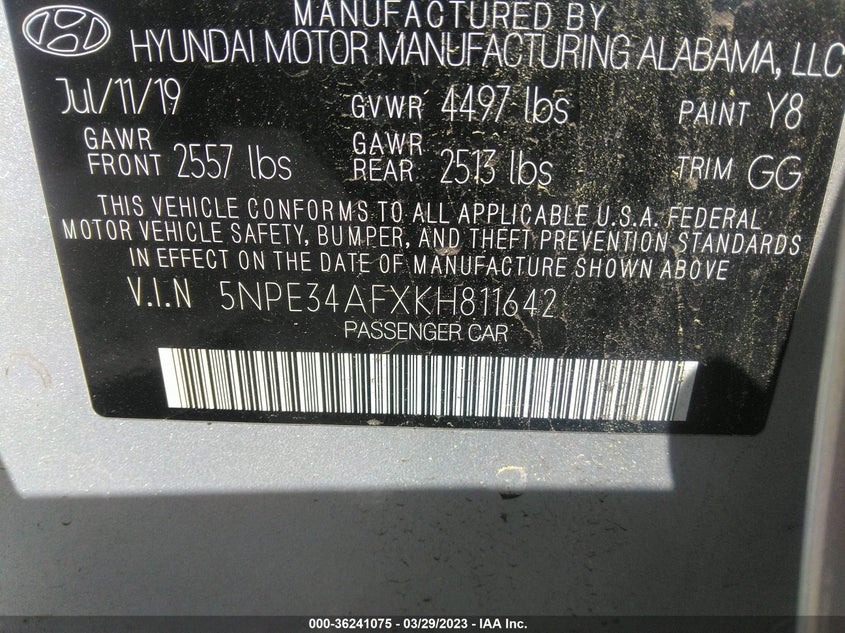 MANUFACTURED BY
HYUNDAI MOTOR MANUFACTURING ALABAMA, LLC
Jul/11/19 GVWR 4497 lbs PAINT Y8
GAWR FRONT 2557 lbs GAWR REAR 2513 lbs TRIM GG
THIS VEHICLE CONFORMS TO ALL APPLICABLE U.S.A. FEDERAL
MOTOR VEHICLE SAFETY, BUMPER, AND THEFT PREVENTION STANDARDS
IN EFFECT ON THE DATE OF MANUFACTURE SHOWN ABOVE
V.I.N 5NPE34AFXKH811642
PASSENGER CAR
000-36241075 - 03/29/2023 - IAA Inc.